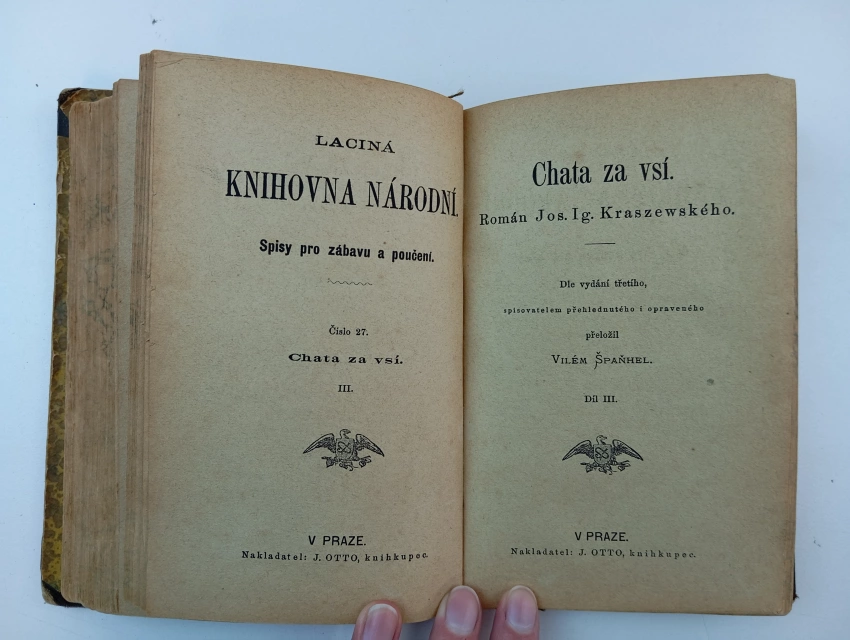 LACINÁ
KNIHOVNA NÁRODNÍ.
Spisy pro zábavu a poučení.
Číslo 27.
Chata za vsí.
III.
V PRAZE.
Nakladatel: J. OTTO, knihkupec.
Chata za vsí.
Román Jos. Ig. Kraszewského.
Dle vydání třetího,
spisovatelem přehlednutého i opraveného
přeložil
VILÉM ŠPAŇHEL.
Díl III.
V PRAZE.
Nakladatel: J. OTTO, knihkupec.